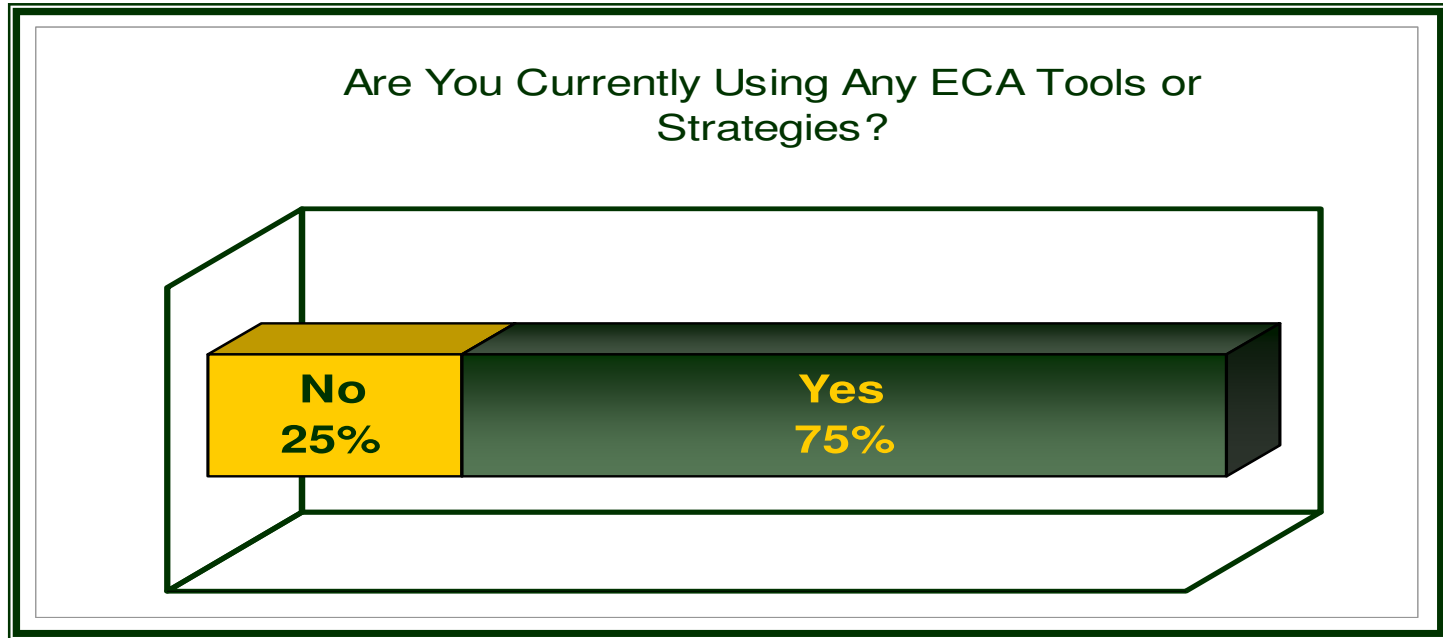 Are You Currently Using Any ECA Tools or
Strategies?
No
25%
Yes
75%